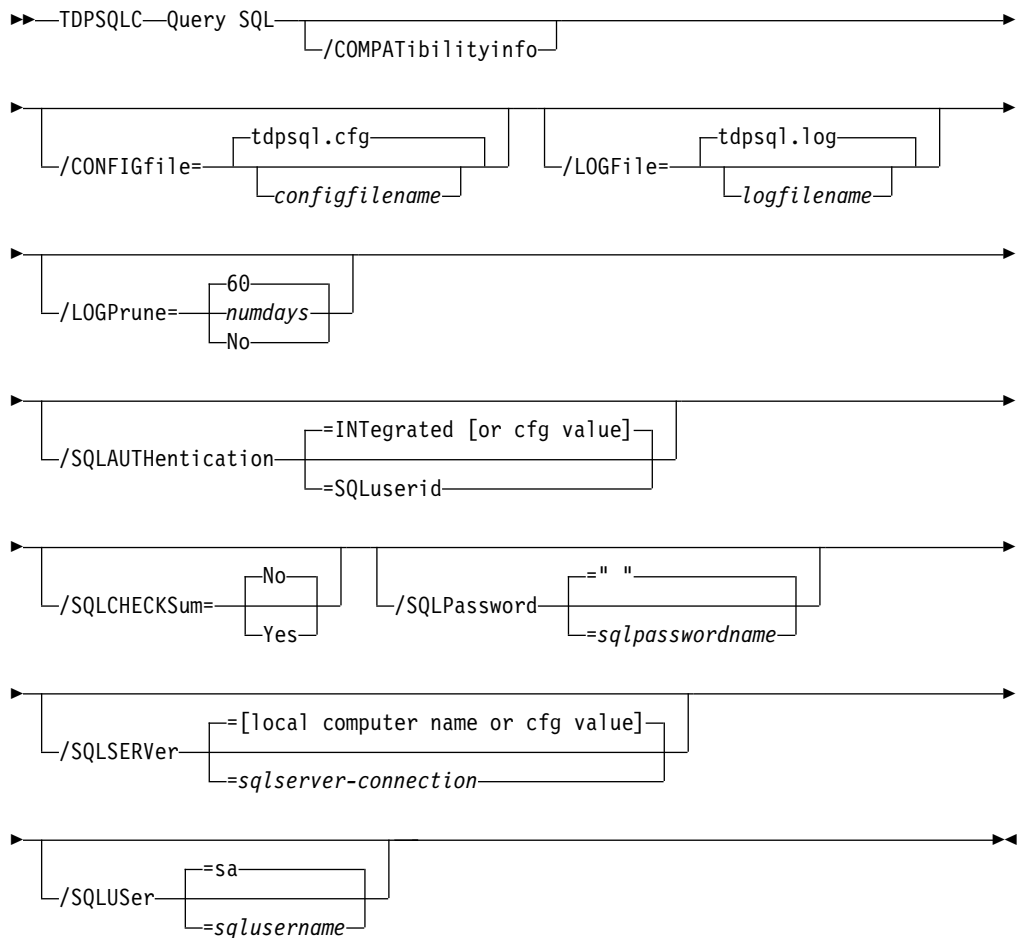 TDPSQLC Query SQL
/COMPATibilityinfo
tdpsql.cfg tdpsql.log
/CONFIGfile= /LOGFile=
configfilename logfilename
60
/LOGPrune= numdays
No
=INTegrated [or cfg value]
/SQLAUTHentication
=SQLuserid
No =" "
/SQLCHECKSum= /SQLPassword
Yes =sqlpasswordname
=[local computer name or cfg value]
/SQLSERVer
=sqlserver-connection
=sa
/SQLUSer
=sqlusername